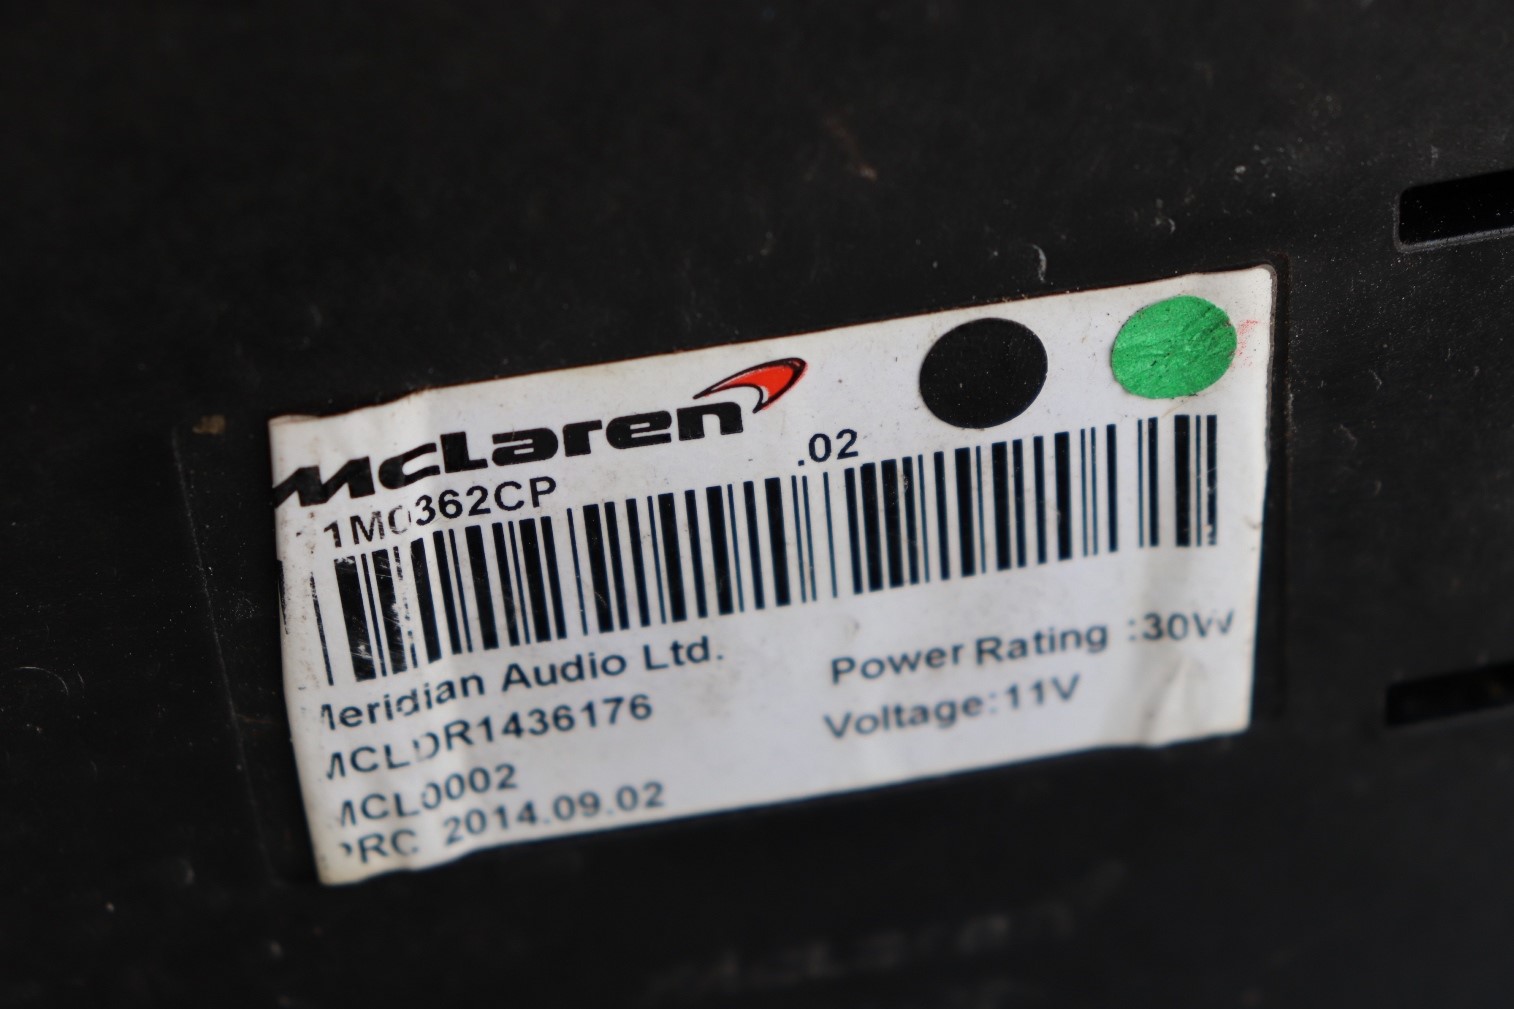 McLaren
1M0362CP .02
Meridian Audio Ltd.
Power Rating :30W
MCLDR1436176
Voltage:11V
MCL0002
PRC 2014.09.02